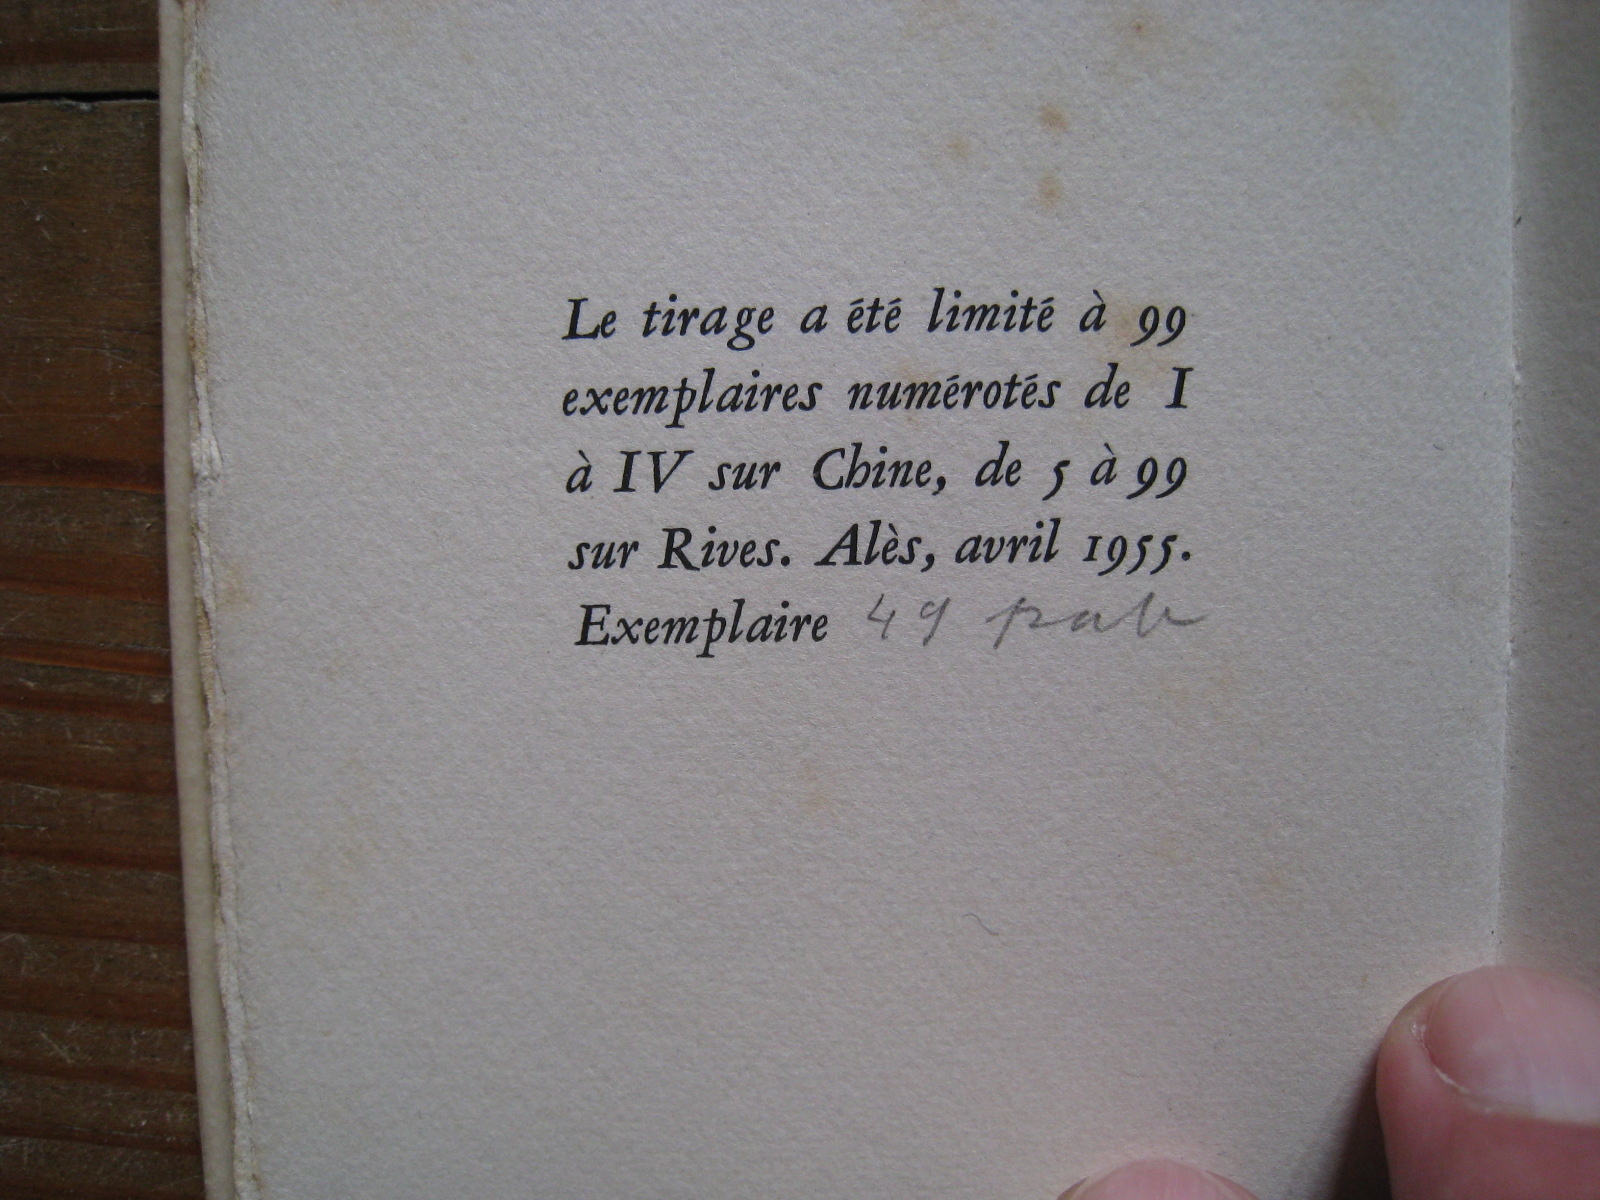 Le tirage a été limité à 99
exemplaires numérotés de I
à IV sur Chine, de 5 à 99
sur Rives. Alès, avril 1955.
Exemplaire 49 pab